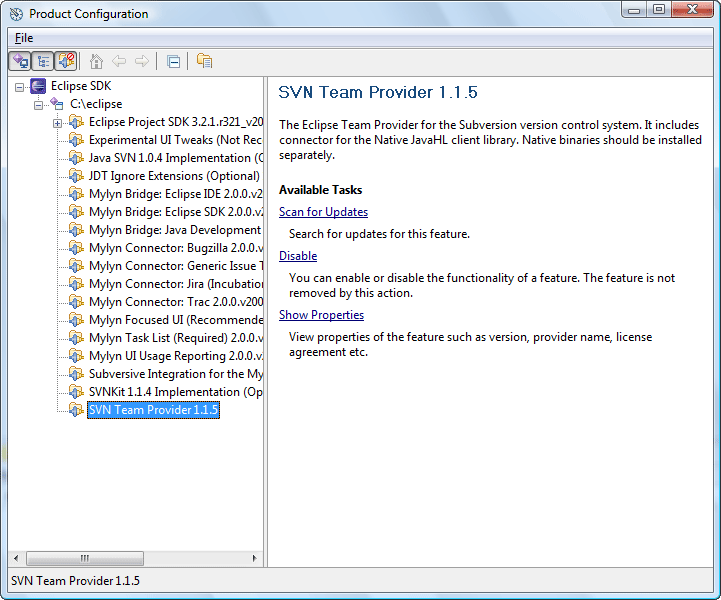 Product Configuration
File
Eclipse SDK
C:\eclipse
Eclipse Project SDK 3.2.1.r321_v20
Experimental UI Tweaks (Not Rec
Java SVN 1.0.4 Implementation (O
JDT Ignore Extensions (Optional)
Mylyn Bridge: Eclipse IDE 2.0.0.v2
Mylyn Bridge: Eclipse SDK 2.0.0.v2
Mylyn Bridge: Java Development
Mylyn Connector: Bugzilla 2.0.0.v
Mylyn Connector: Generic Issue T
Mylyn Connector: Jira (Incubation
Mylyn Connector: Trac 2.0.0.v200
Mylyn Focused UI (Recommende
Mylyn Task List (Required) 2.0.0.v
Mylyn UI Usage Reporting 2.0.0.v
Subversive Integration for the My
SVNKit 1.1.4 Implementation (Op
SVN Team Provider 1.1.5
SVN Team Provider 1.1.5
The Eclipse Team Provider for the Subversion version control system. It includes
connector for the Native JavaHL client library. Native binaries should be installed
separately.
Available Tasks
Scan for Updates
Search for updates for this feature.
Disable
You can enable or disable the functionality of a feature. The feature is not
removed by this action.
Show Properties
View properties of the feature such as version, provider name, license
agreement etc.
SVN Team Provider 1.1.5